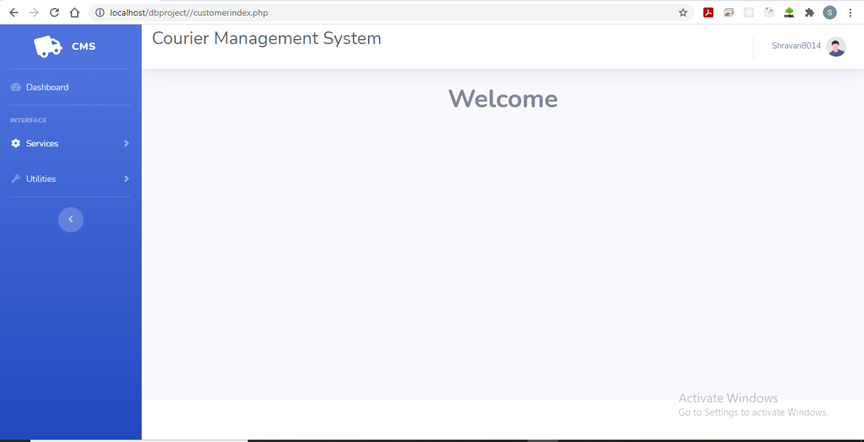 localhost/dbproject//customerindex.php
S
CMS
Courier Management System
Shravan8014
Dashboard
Welcome
INTERFACE
Services
Utilities
Activate Windows
Go to Settings to activate Windows.